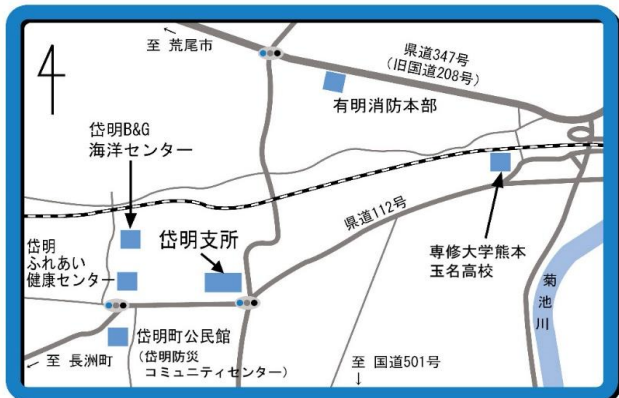 至 荒尾市
県道347号
(旧国道208号)
有明消防本部
岱明B&G
海洋センター
岱明支所
県道112号
専修大学熊本
玉名高校
岱明
ふれあい
健康センター
菊池川
岱明町公民館
(岱明防災
コミュニティセンター)
至 長洲町
至 国道501号